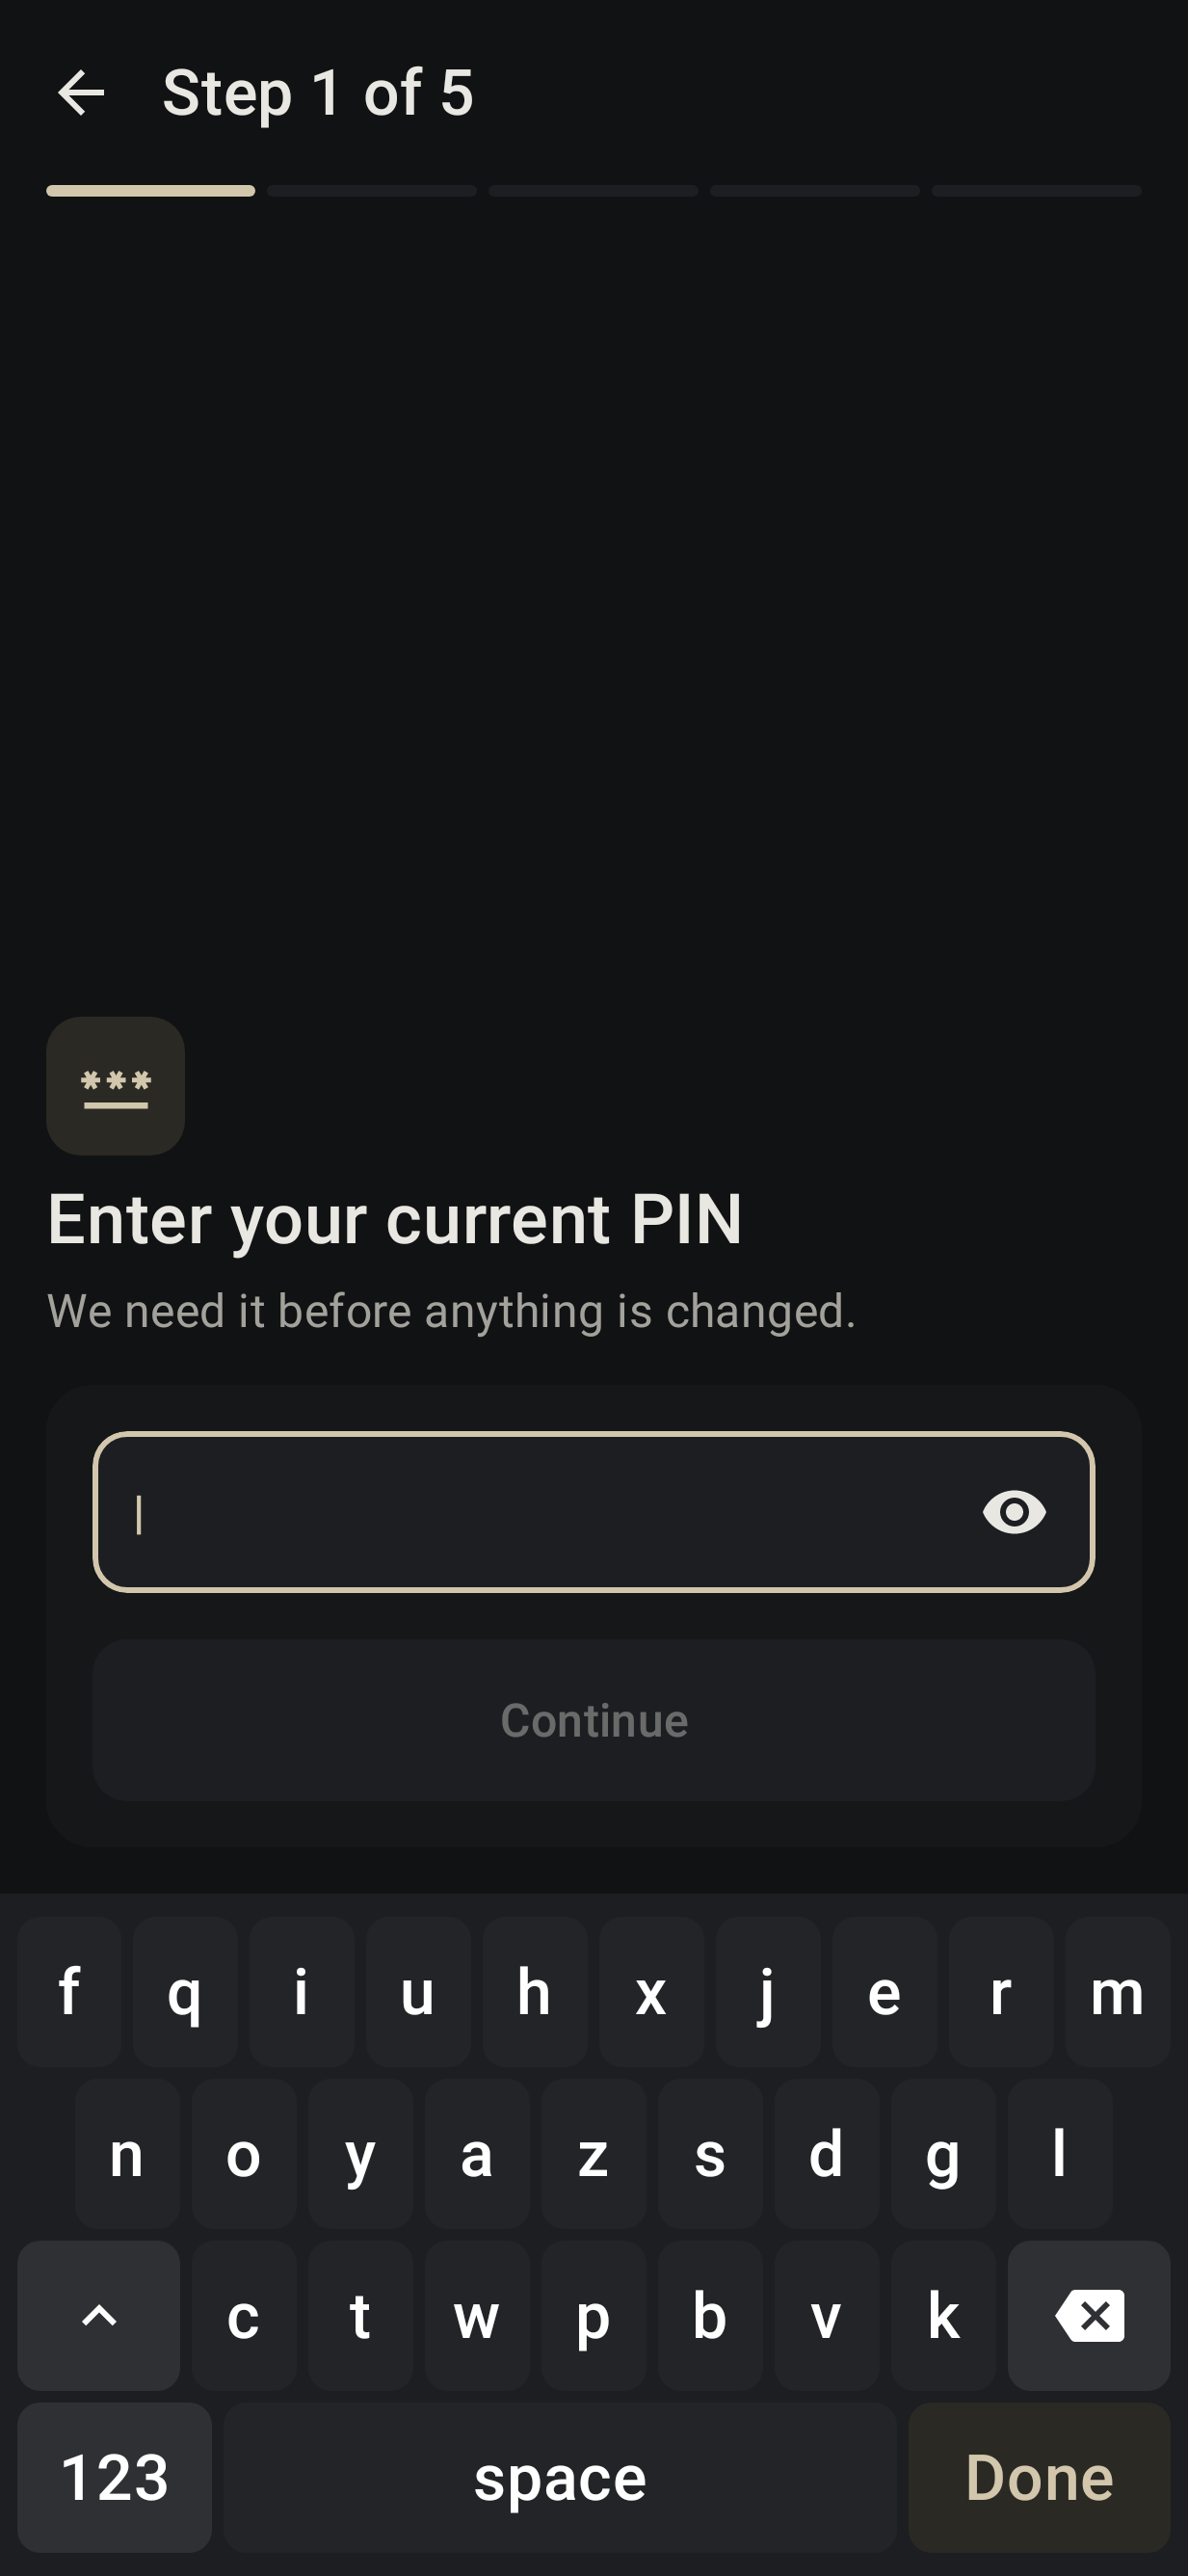 Step 1 of 5
***
Enter your current PIN
We need it before anything is changed.
Continue
f q i u h x j e r m
n o y a z s d g l
c t w p b v k
123 space Done